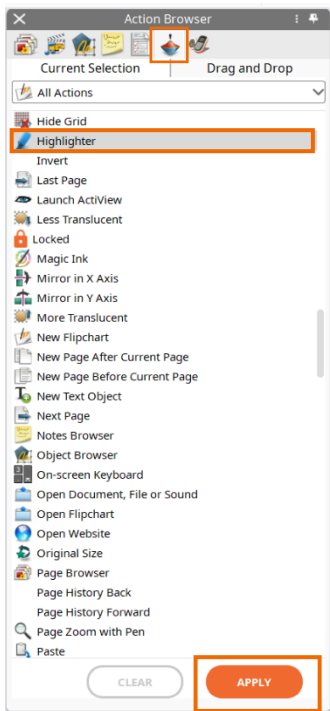 Action Browser
Current Selection
Drag and Drop
All Actions
Hide Grid
Highlighter
Invert
Last Page
Launch ActiView
Less Translucent
Locked
Magic Ink
Mirror in X Axis
Mirror in Y Axis
More Translucent
New Flipchart
New Page After Current Page
New Page Before Current Page
New Text Object
Next Page
Notes Browser
Object Browser
On-screen Keyboard
Open Document, File or Sound
Open Flipchart
Open Website
Original Size
Page Browser
Page History Back
Page History Forward
Page Zoom with Pen
Paste
CLEAR
APPLY